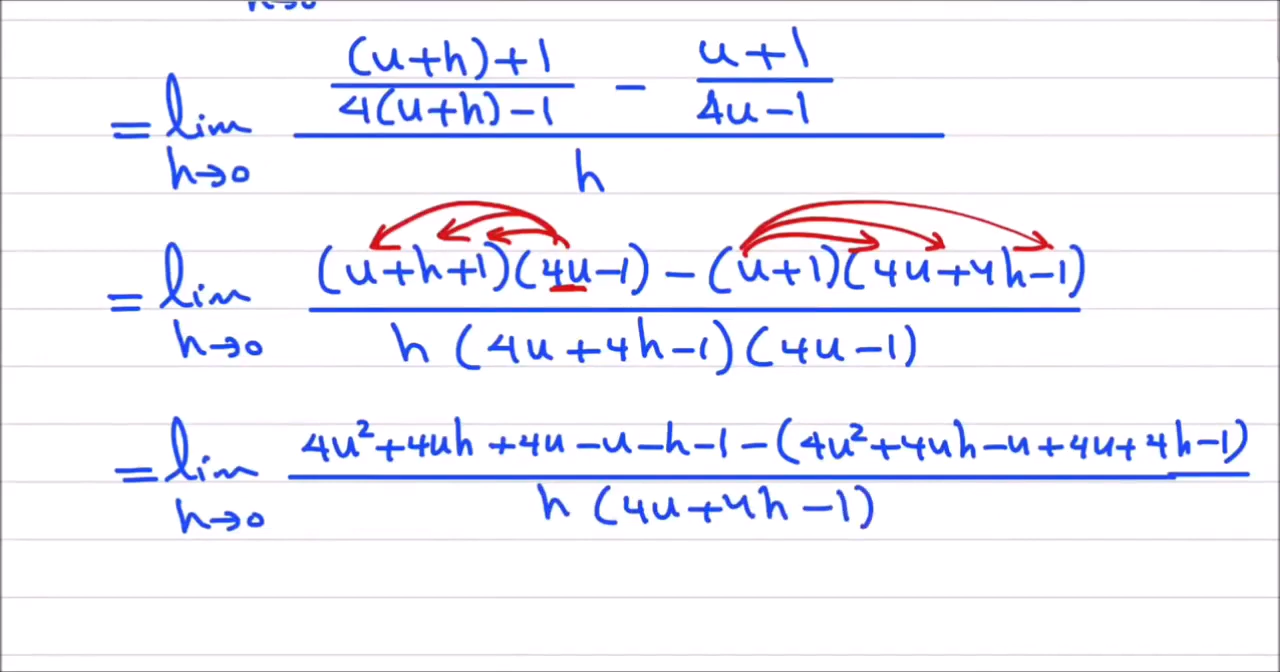 = lim h→0 ((u+h)+1)/(4(u+h)-1) - (u+1)/(4u-1)
h
= lim h→0 (u+h+1)(4u-1) - (u+1)(4u+4h-1)
h(4u+4h-1)(4u-1)
= lim h→0 4u²+4uh+4u-u-h-1-(4u²+4uh-u+4u+4h-1)
h(4u+4h-1)